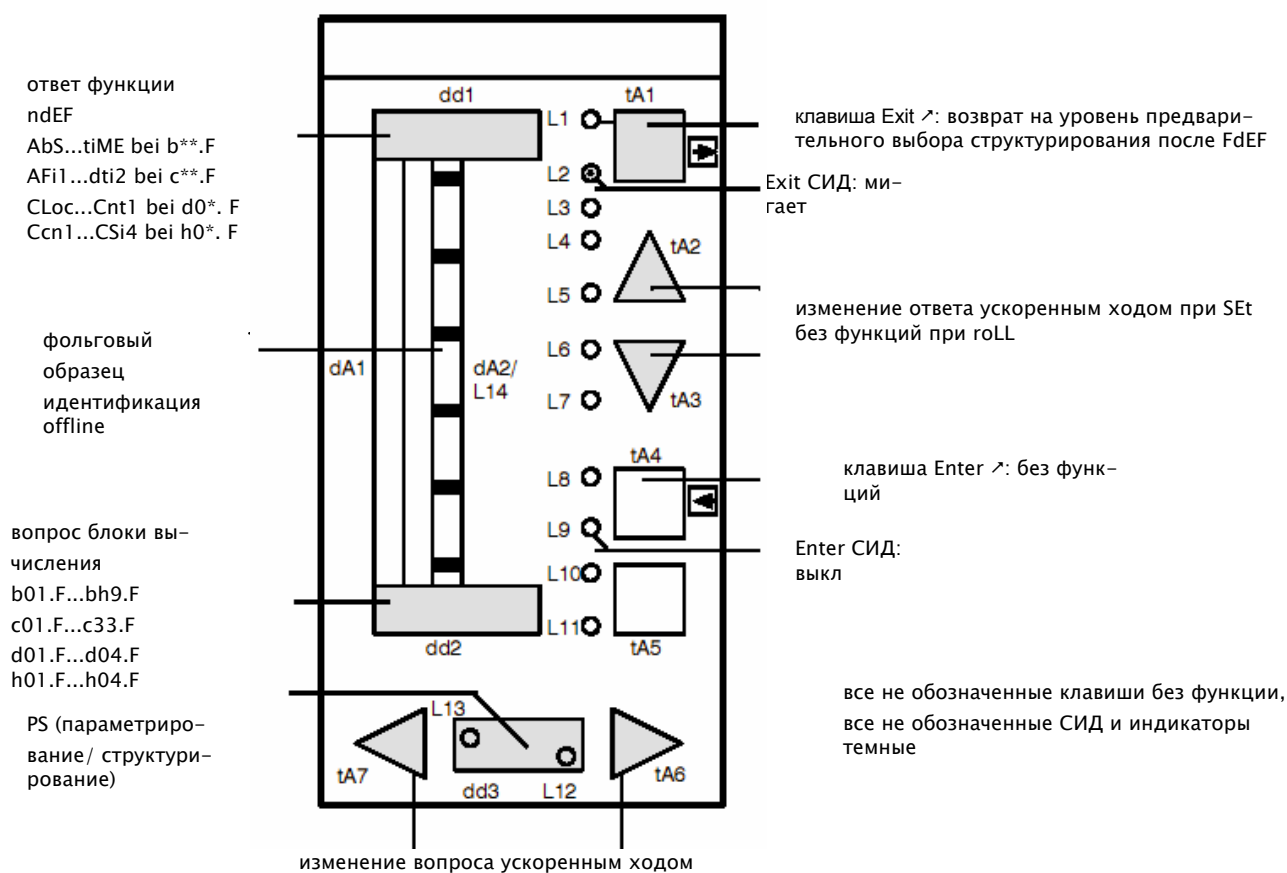 ответ функции
ndEF
AbS...tiME bei b**.F
AFi1...dti2 bei c**.F
CLoc...Cnt1 bei d0*. F
Ccn1...CSi4 bei h0*. F
фольговый
образец
идентификация
offline
вопрос блоки вы–
числения
b01.F...bh9.F
c01.F...c33.F
d01.F...d04.F
h01.F...h04.F
PS (параметриро–
вание/ структури–
рование)
dd1
tA1
L1
L2
L3
L4
tA2
L5
L6
dA1
dA2/
L14
L7
tA3
tA4
L8
L9
L10
L11
dd2
tA5
L13
tA7
tA6
dd3
L12
клавиша Exit ↗: возврат на уровень предвари–
тельного выбора структурирования после FdEF
Exit СИД: ми–
гает
изменение ответа ускоренным ходом при SEt
без функций при roLL
клавиша Enter ↗: без функ–
ций
Enter СИД:
выкл
все не обозначенные клавиши без функции,
все не обозначенные СИД и индикаторы
темные
изменение вопроса ускоренным ходом